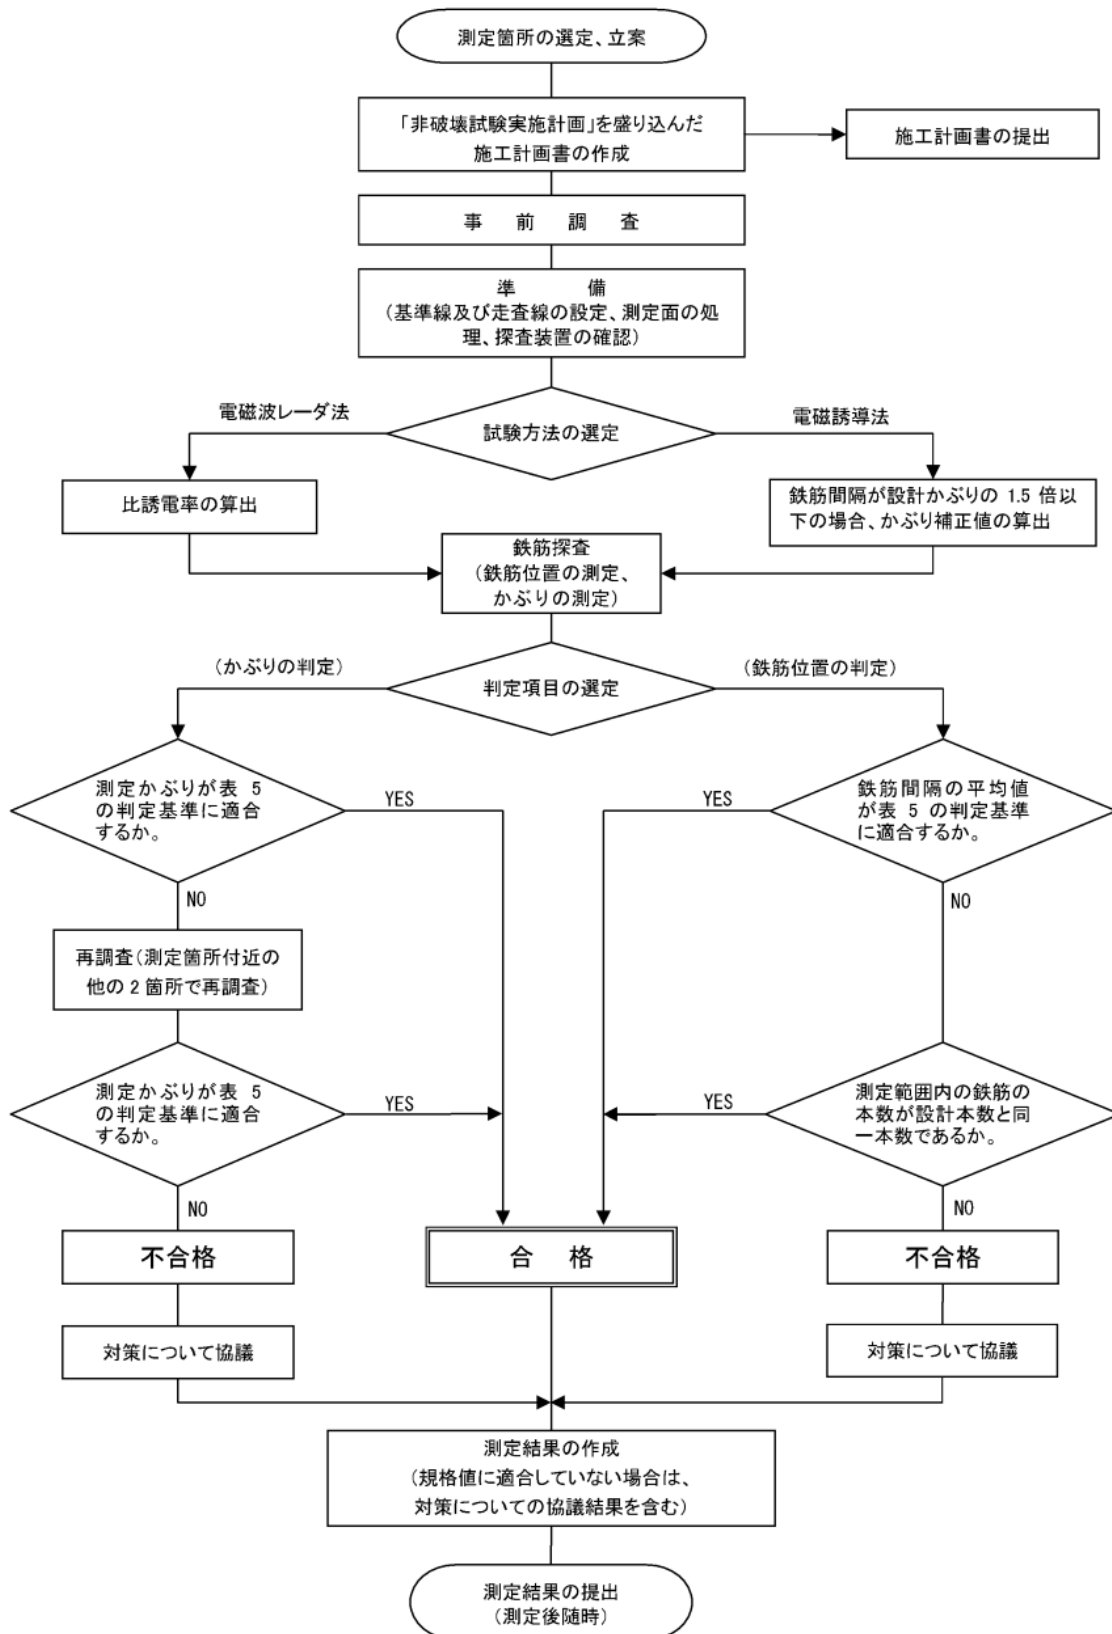 測定箇所の選定、立案
「非破壊試験実施計画」を盛り込んだ
施工計画書の作成
施工計画書の提出
事 前 調 査
準 備
（基準線及び走査線の設定、測定面の処
理、探査装置の確認）
電磁波レーダ法
試験方法の選定
電磁誘導法
比誘電率の算出
鉄筋間隔が設計かぶりの 1.5 倍以
下の場合、かぶり補正値の算出
鉄筋探査
（鉄筋位置の測定、
かぶりの測定）
（かぶりの判定）
判定項目の選定
（鉄筋位置の判定）
測定かぶりが表 5
の判定基準に適合
するか。
YES
YES
鉄筋間隔の平均値
が表 5 の判定基準
に適合するか。
NO
NO
再調査（測定箇所付近の
他の 2 箇所で再調査）
測定かぶりが表 5
の判定基準に適合
するか。
YES
YES
測定範囲内の鉄筋の
本数が設計本数と同
一本数であるか。
NO
NO
不合格
合 格
不合格
対策について協議
対策について協議
測定結果の作成
（規格値に適合していない場合は、
対策についての協議結果を含む）
測定結果の提出
（測定後随時）